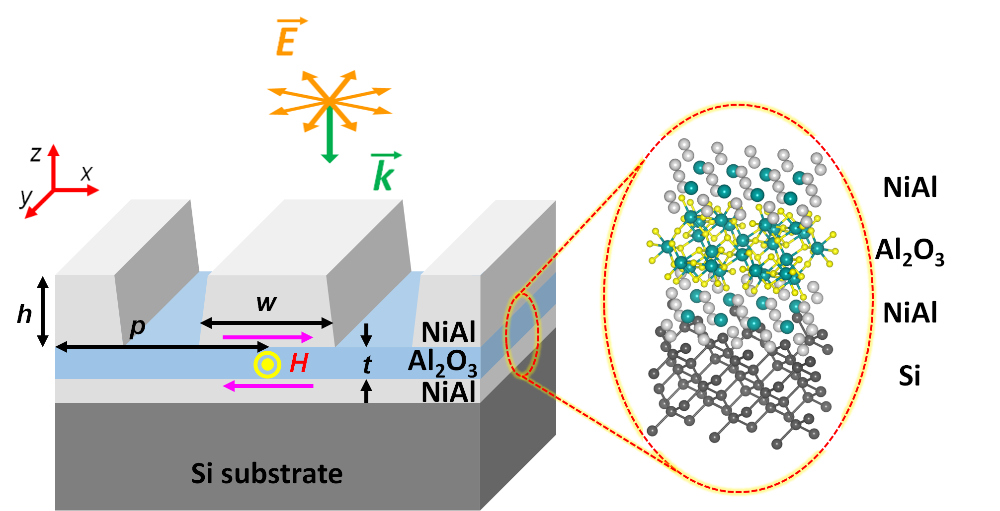 E
k
z
x
y
h
p
w
t
H
NiAl
Al₂O₃
NiAl
Si substrate
NiAl
Al₂O₃
NiAl
Si